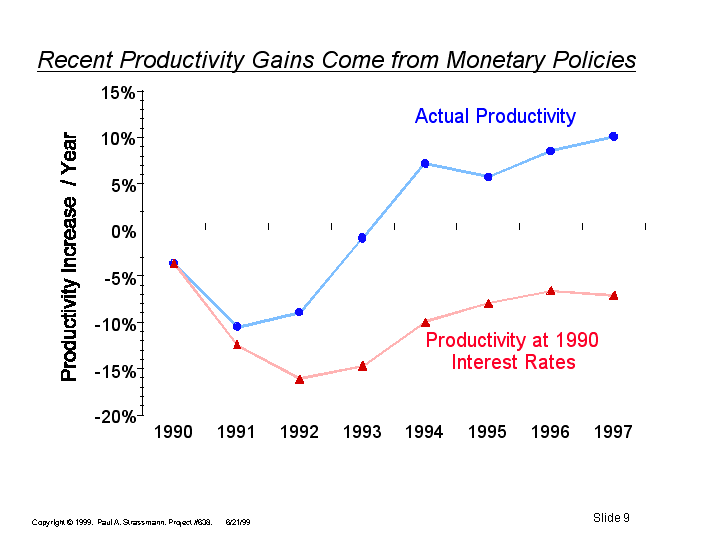 Recent Productivity Gains Come from Monetary Policies
15%
Actual Productivity
10%
5%
0%
-5%
-10%
-15%
-20%
Productivity Increase / Year
Productivity at 1990
Interest Rates
1990 1991 1992 1993 1994 1995 1996 1997
Copyright © 1999. Paul A. Strassmann. Project #638. 6/21/99
Slide 9